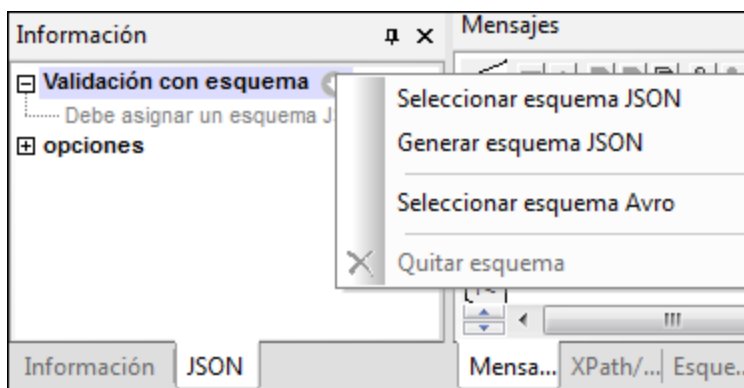 Información
Mensajes
Validación con esquema
Debe asignar un esquema
opciones
Seleccionar esquema JSON
Generar esquema JSON
Seleccionar esquema Avro
Quitar esquema
Información
JSON
Mensa...
XPath/...
Esque...